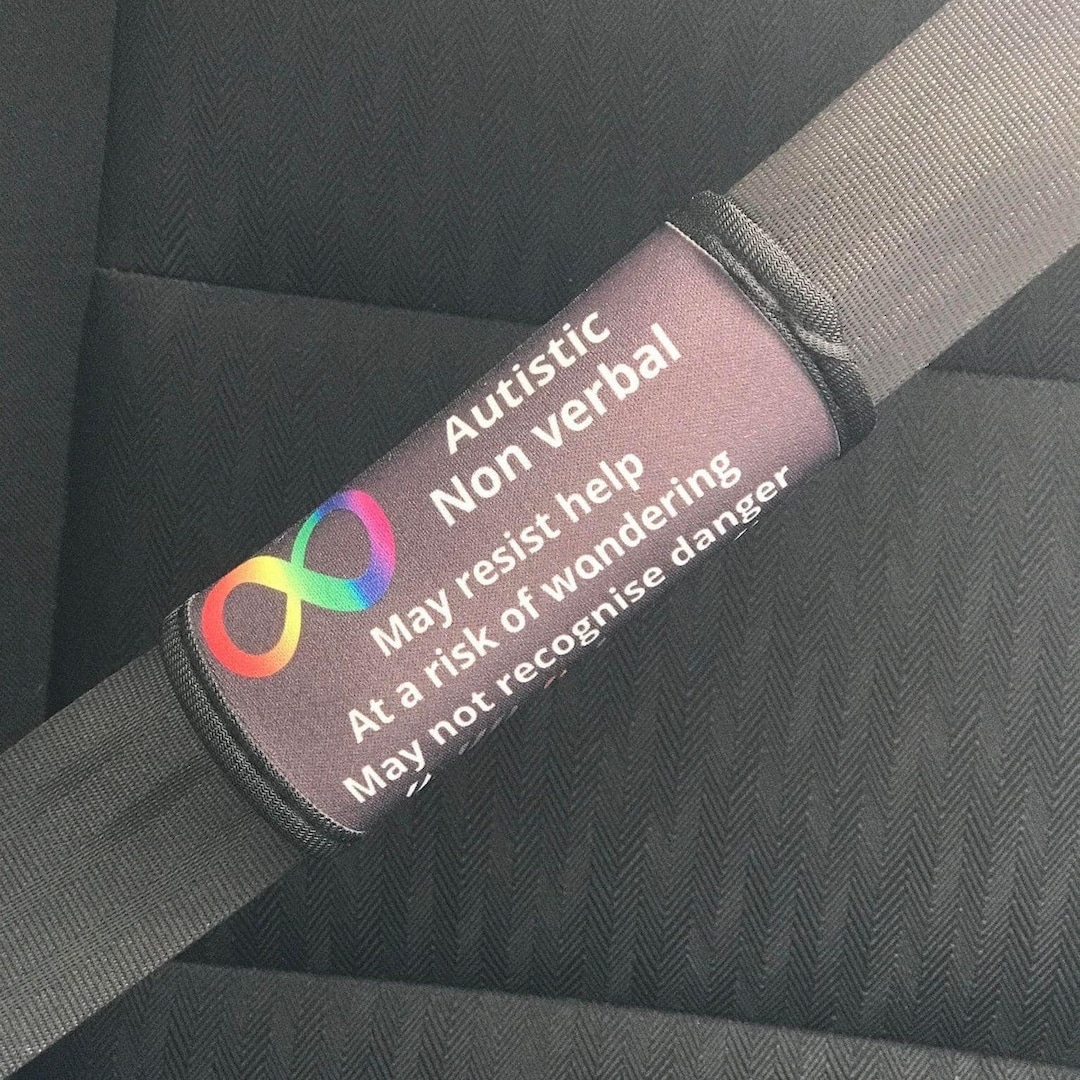 Autistic
Non verbal
May resist help
At a risk of wandering
May not recognise danger